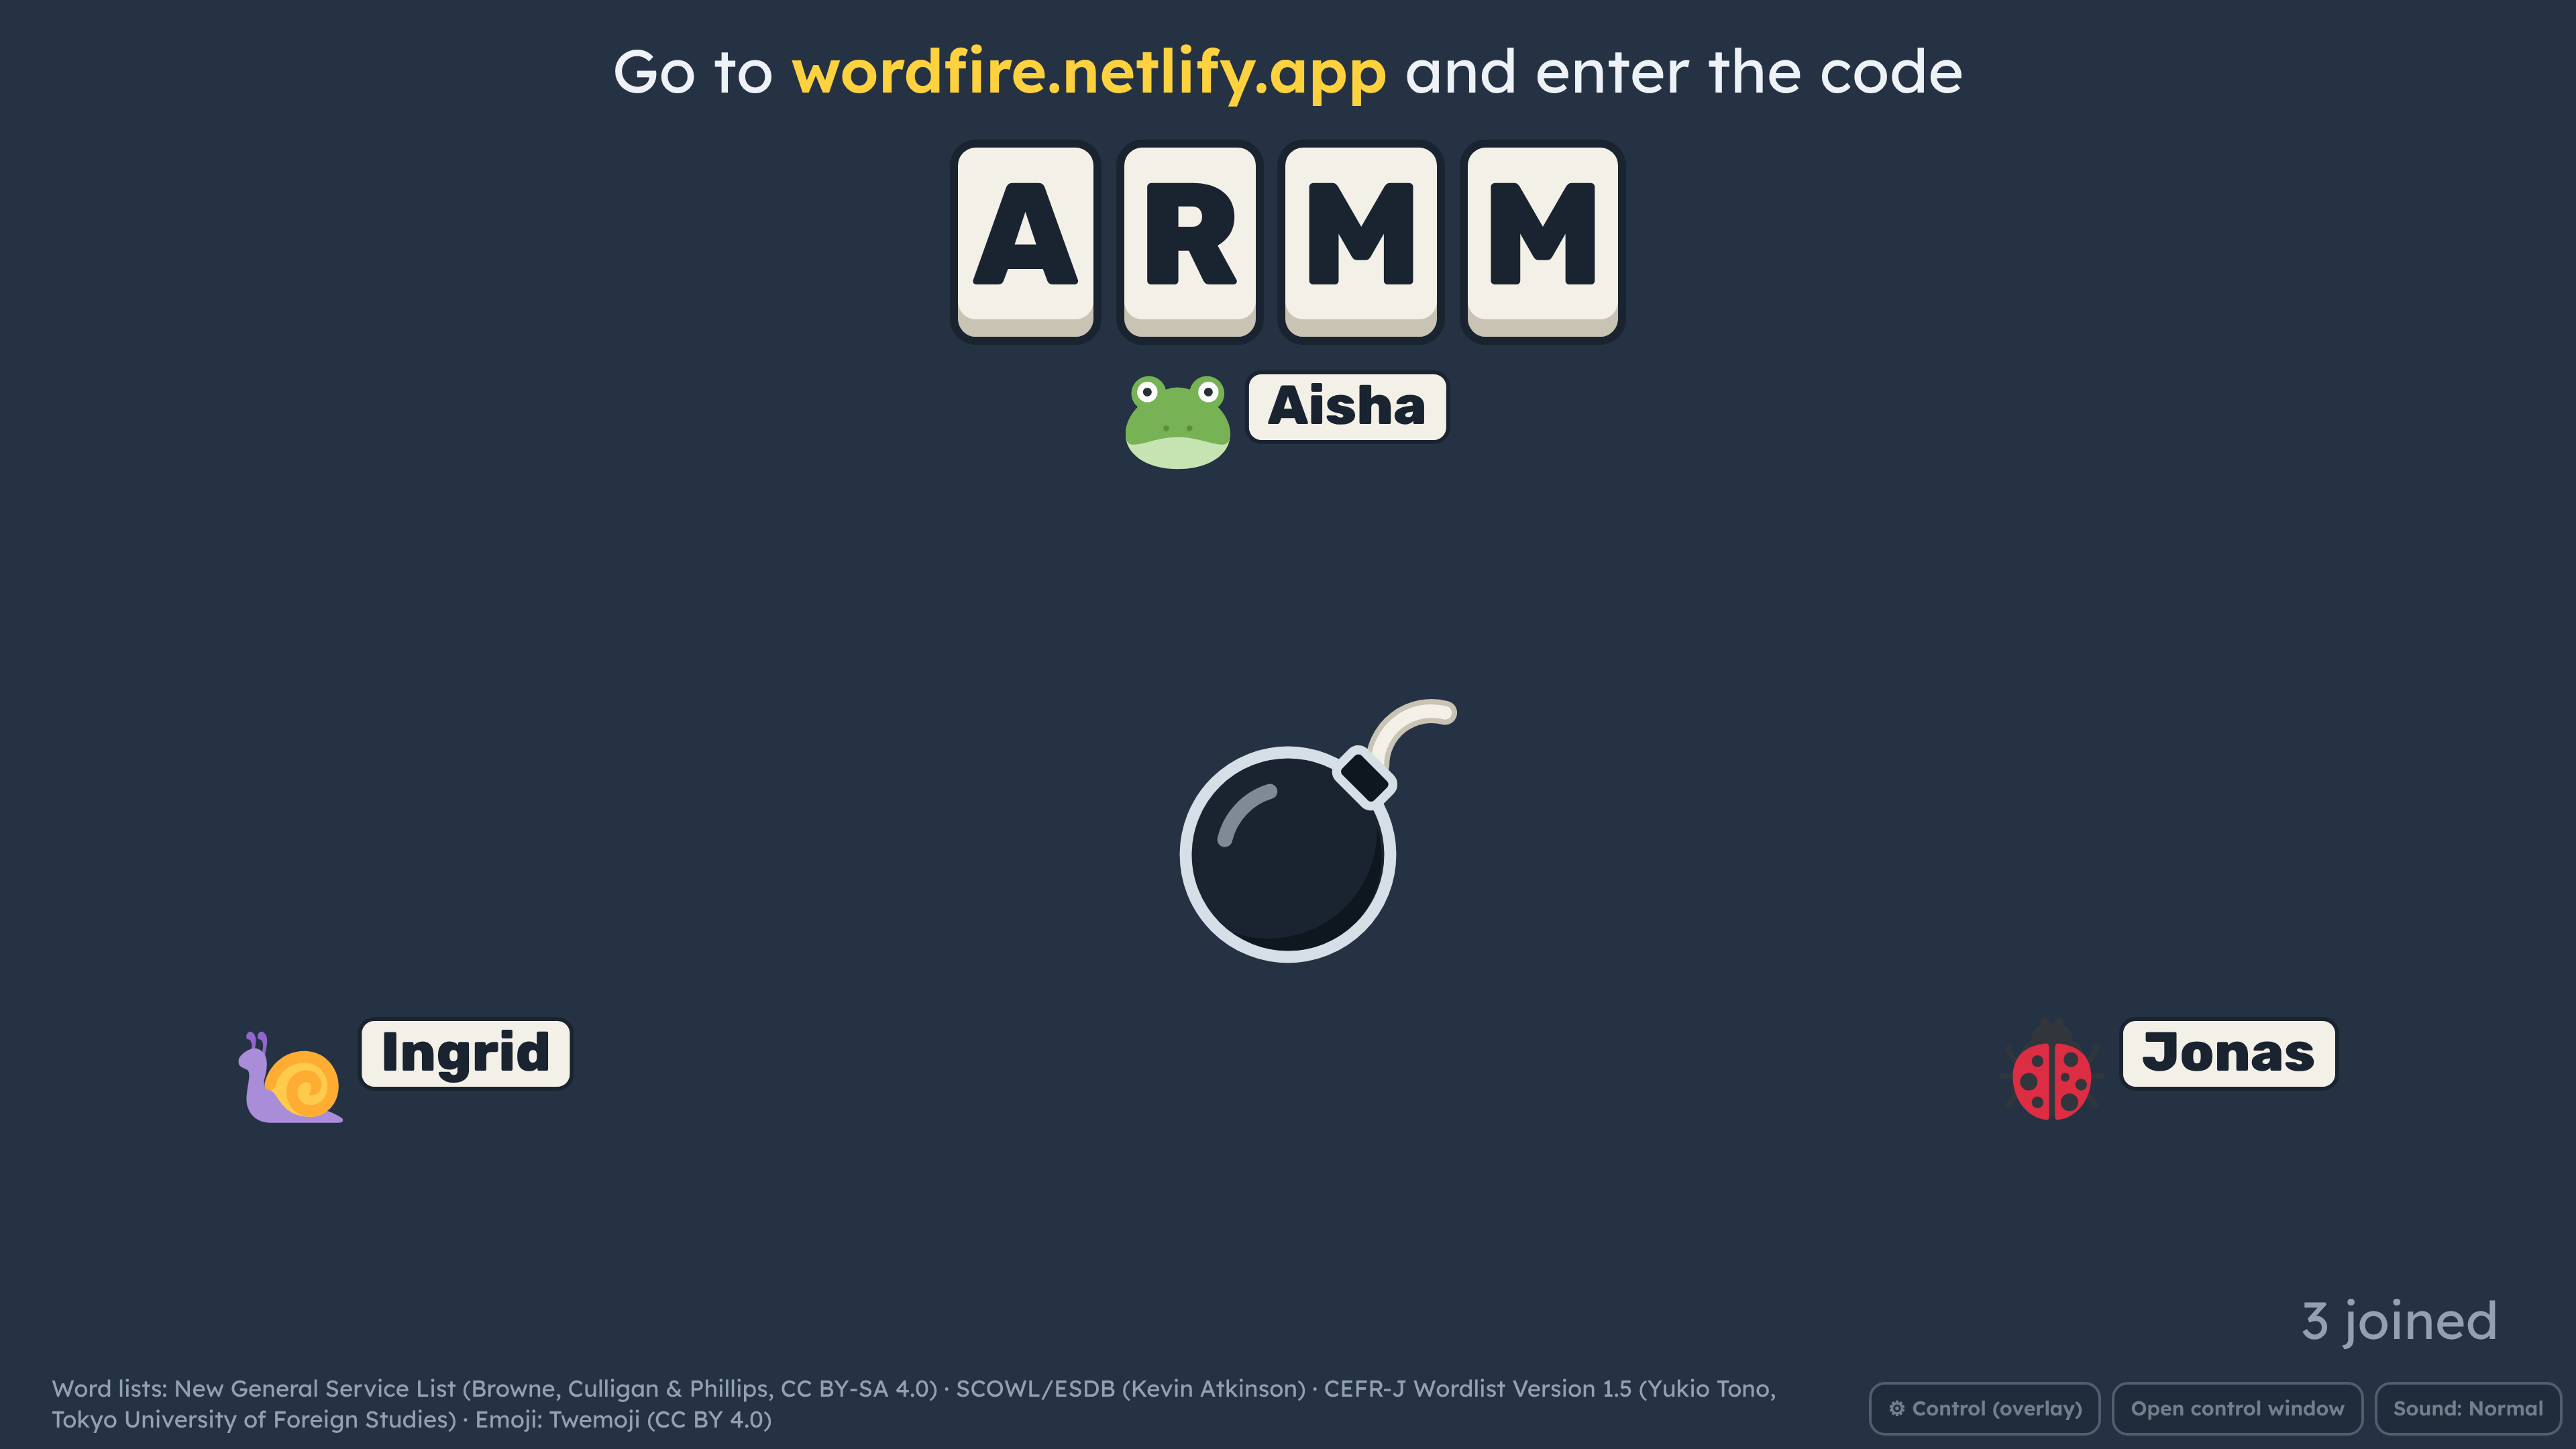 Go to wordfire.netlify.app and enter the code
ARMM
Aisha
Ingrid
Jonas
3 joined
Word lists: New General Service List (Browne, Culligan & Phillips, CC BY-SA 4.0) · SCOWL/ESDB (Kevin Atkinson) · CEFR-J Wordlist Version 1.5 (Yukio Tono,
Tokyo University of Foreign Studies) · Emoji: Twemoji (CC BY 4.0)
⚙ Control (overlay)
Open control window
Sound: Normal